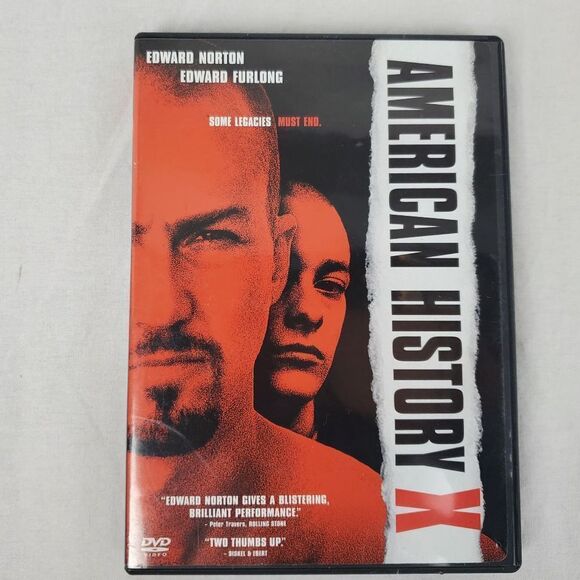 EDWARD NORTON
EDWARD FURLONG
SOME LEGACIES MUST END.
AMERICAN HISTORY X
"EDWARD NORTON GIVES A BLISTERING,
BRILLIANT PERFORMANCE."
- Peter Travers, ROLLING STONE
"TWO THUMBS UP."
- SISKEL & EBERT
DVD
VIDEO